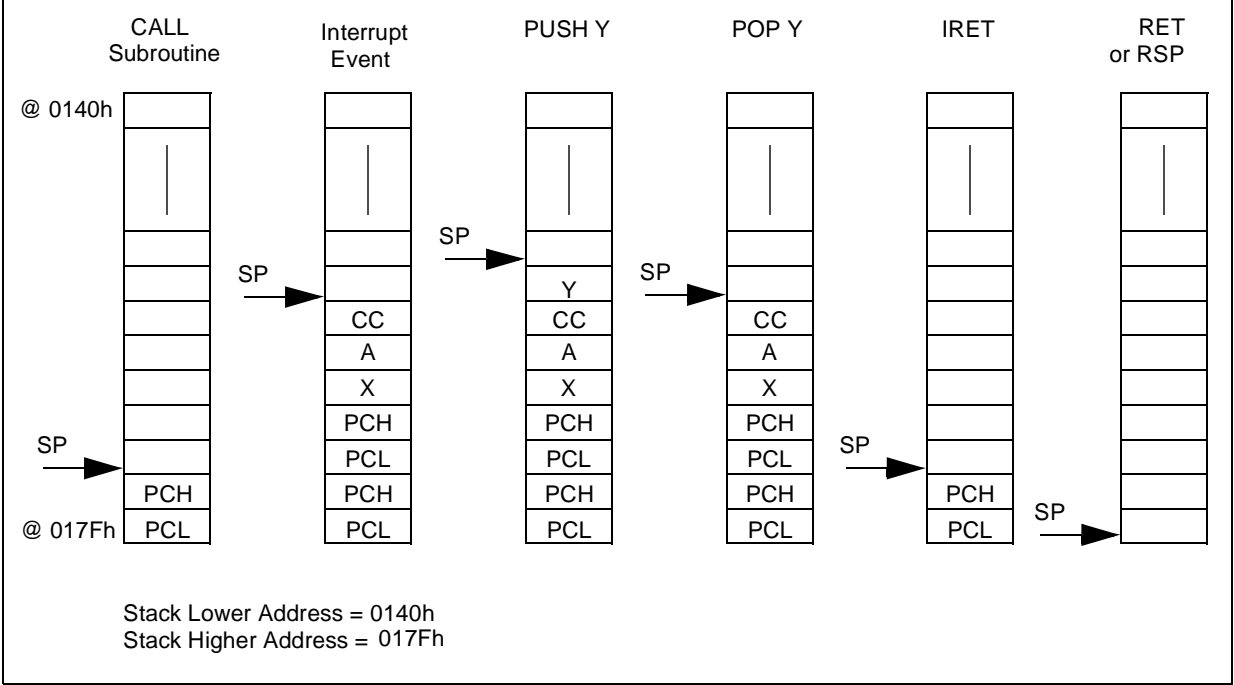 CALL
Subroutine
Interrupt
Event
PUSH Y
POP Y
IRET
RET
or RSP
@ 0140h
SP
SP
SP
Y
CC
CC
CC
A
A
A
X
X
X
PCH
PCH
PCH
SP
PCL
PCL
PCL
SP
PCH
PCH
PCH
PCH
PCH
SP
@ 017Fh
PCL
PCL
PCL
PCL
PCL
Stack Lower Address = 0140h
Stack Higher Address = 017Fh